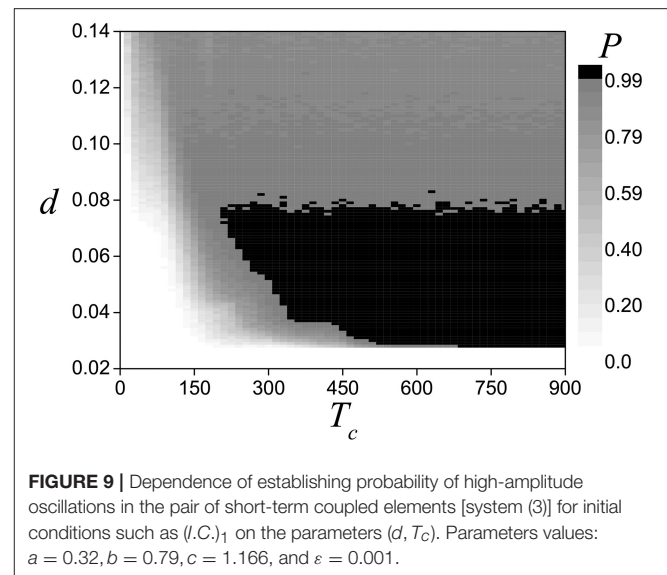 0.14
0.12
0.10
d 0.08
0.06
0.04
0.02
0 150 300 450 600 750 900
T_c
P
0.99
0.79
0.59
0.40
0.20
0.0
FIGURE 9 | Dependence of establishing probability of high-amplitude
oscillations in the pair of short-term coupled elements [system (3)] for initial
conditions such as (I.C.)₁ on the parameters (d, T_c). Parameters values:
a = 0.32, b = 0.79, c = 1.166, and ε = 0.001.